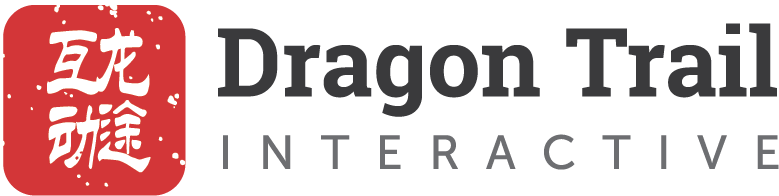 互龙
动途
Dragon Trail
INTERACTIVE